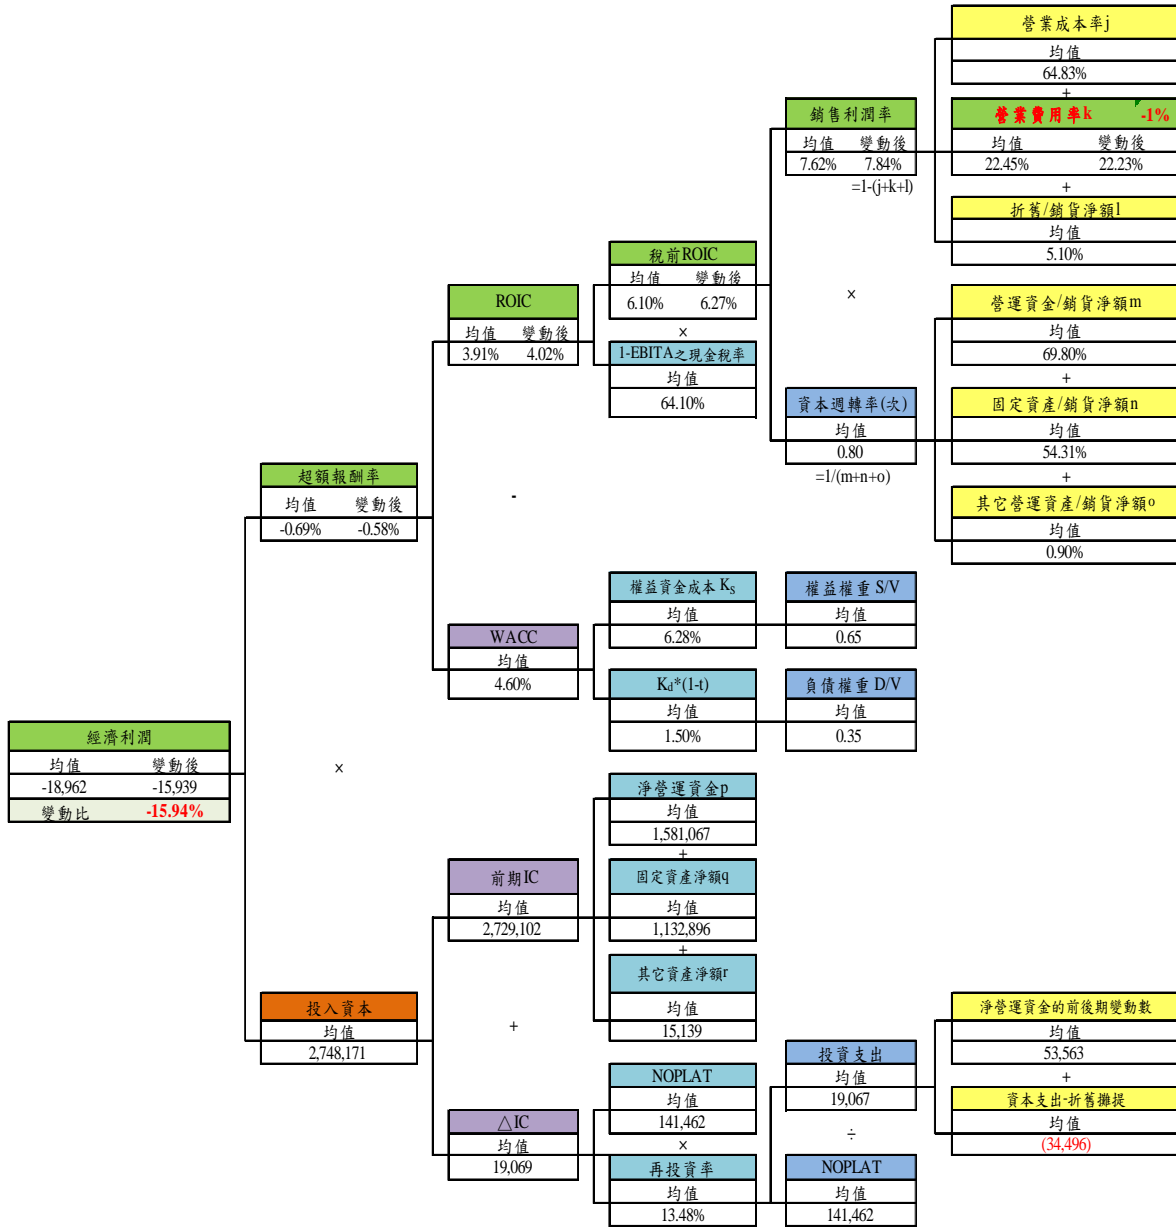 營業成本率j
均值
64.83%
+
銷售利潤率
均值 變動後
7.62% 7.84%
=1-(j+k+l)
營業費用率k -1%
均值 變動後
22.45% 22.23%
+
折舊/銷貨淨額l
均值
5.10%
稅前ROIC
均值 變動後
6.10% 6.27%
×
1-EBITA之現金稅率
均值
64.10%
ROIC
均值 變動後
3.91% 4.02%
×
營運資金/銷貨淨額m
均值
69.80%
+
資本週轉率(次)
均值
0.80
=1/(m+n+o)
固定資產/銷貨淨額n
均值
54.31%
+
其它營運資產/銷貨淨額o
均值
0.90%
超額報酬率
均值 變動後
-0.69% -0.58%
-
權益資金成本 Ks
均值
6.28%
權益權重 S/V
均值
0.65
WACC
均值
4.60%
Kd*(1-t)
均值
1.50%
負債權重 D/V
均值
0.35
經濟利潤
均值 變動後
-18,962 -15,939
變動比 -15.94%
×
淨營運資金p
均值
1,581,067
+
前期IC
均值
2,729,102
固定資產淨額q
均值
1,132,896
+
其它資產淨額r
均值
15,139
投入資本
均值
2,748,171
+
淨營運資金的前後期變動數
均值
53,563
+
投資支出
均值
19,067
÷
資本支出-折舊攤提
均值
(34,496)
NOPLAT
均值
141,462
×
△IC
均值
19,069
再投資率
均值
13.48%
NOPLAT
均值
141,462